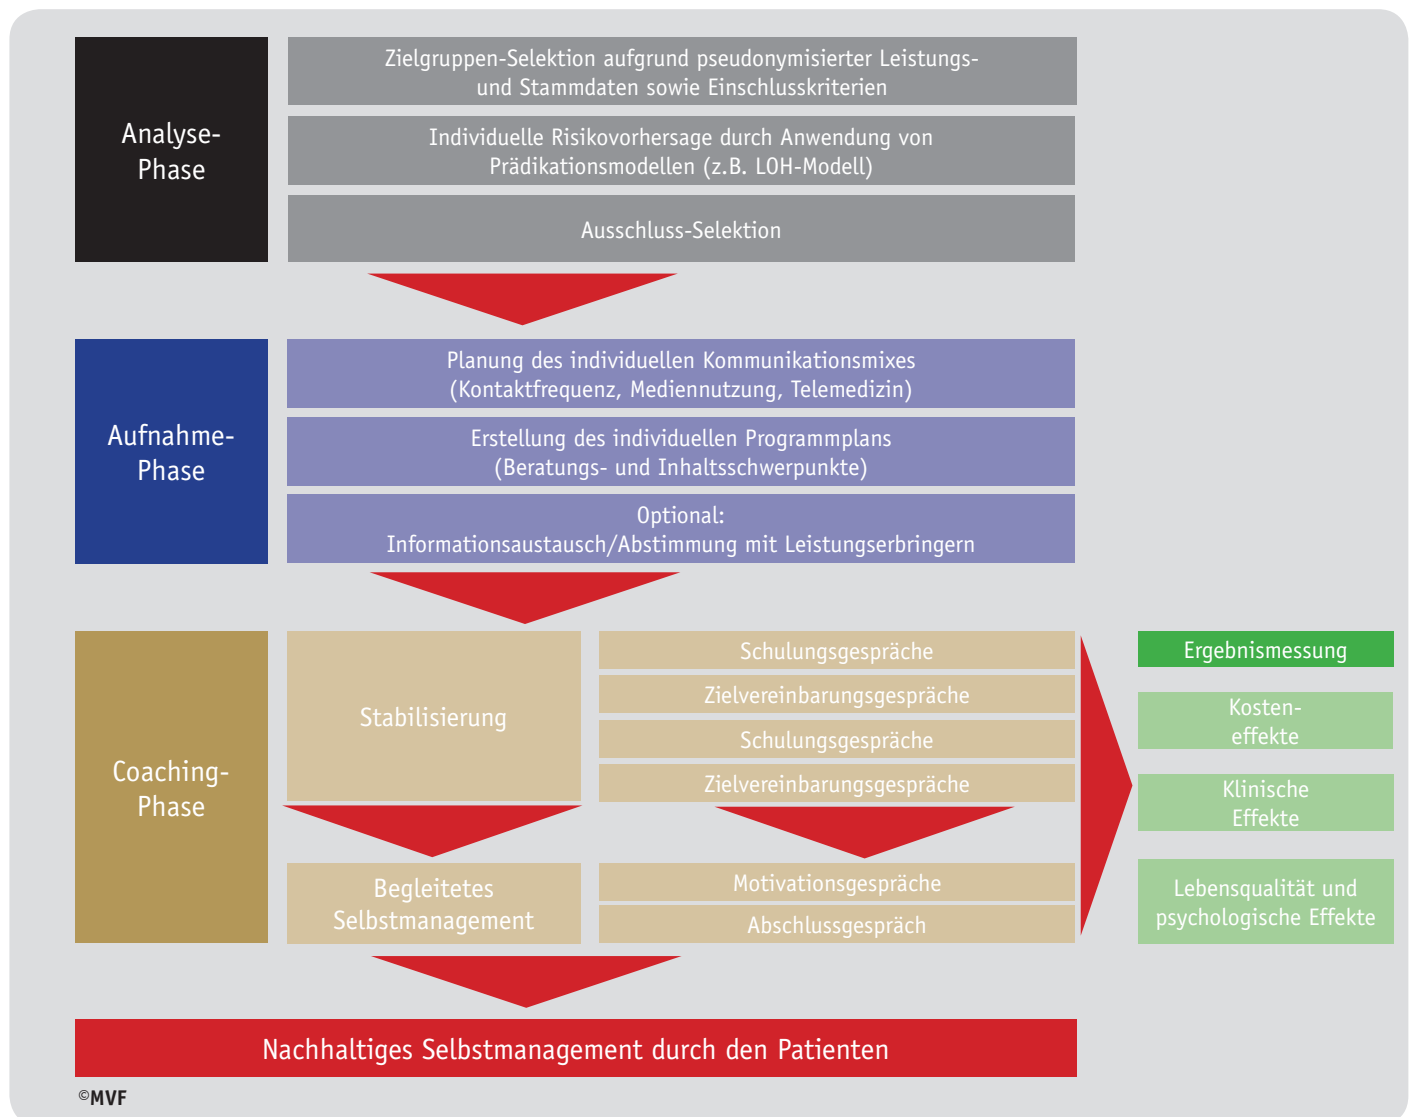 Analyse-
Phase
Zielgruppen-Selektion aufgrund pseudonymisierter Leistungs-
und Stammdaten sowie Einschlusskriterien
Individuelle Risikovorhersage durch Anwendung von
Prädikationsmodellen (z.B. LOH-Modell)
Ausschluss-Selektion
Aufnahme-
Phase
Planung des individuellen Kommunikationsmixes
(Kontaktfrequenz, Mediennutzung, Telemedizin)
Erstellung des individuellen Programmplans
(Beratungs- und Inhaltsschwerpunkte)
Optional:
Informationsaustausch/Abstimmung mit Leistungserbringern
Coaching-
Phase
Stabilisierung
Schulungsgespräche
Zielvereinbarungsgespräche
Schulungsgespräche
Zielvereinbarungsgespräche
Begleitetes
Selbstmanagement
Motivationsgespräche
Abschlussgespräch
Ergebnismessung
Kosten-
effekte
Klinische
Effekte
Lebensqualität und
psychologische Effekte
Nachhaltiges Selbstmanagement durch den Patienten
©MVF